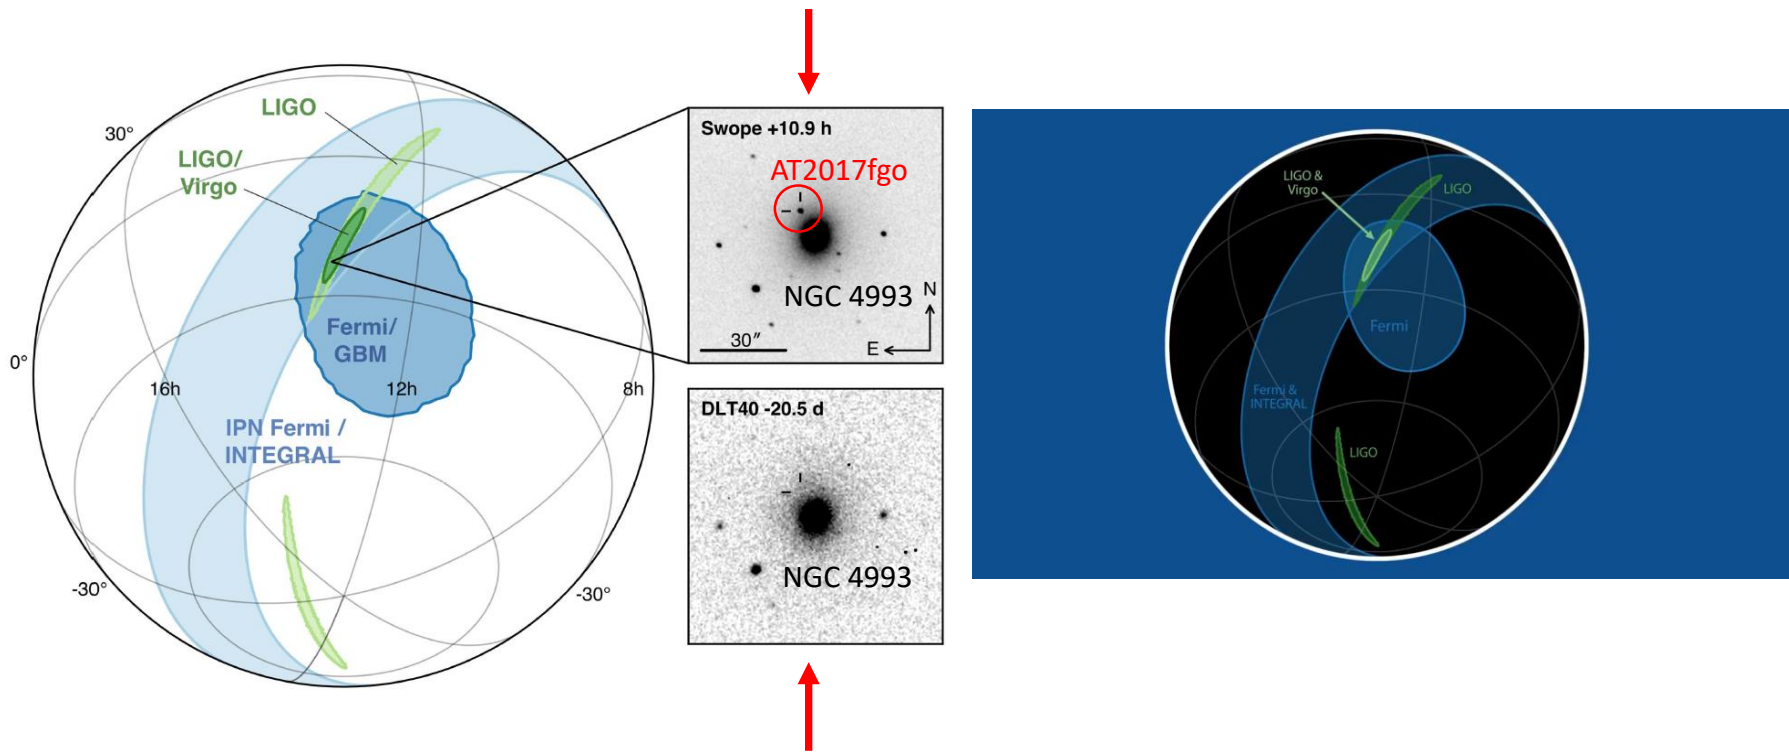 LIGO
30°
LIGO/
Virgo
Fermi/
GBM
0°
16h
12h
8h
IPN Fermi /
INTEGRAL
-30°
-30°
Swope +10.9 h
AT2017fgo
NGC 4993
N
30″
E
DLT40 -20.5 d
NGC 4993
LIGO &
Virgo
LIGO
Fermi
Fermi &
INTEGRAL
LIGO